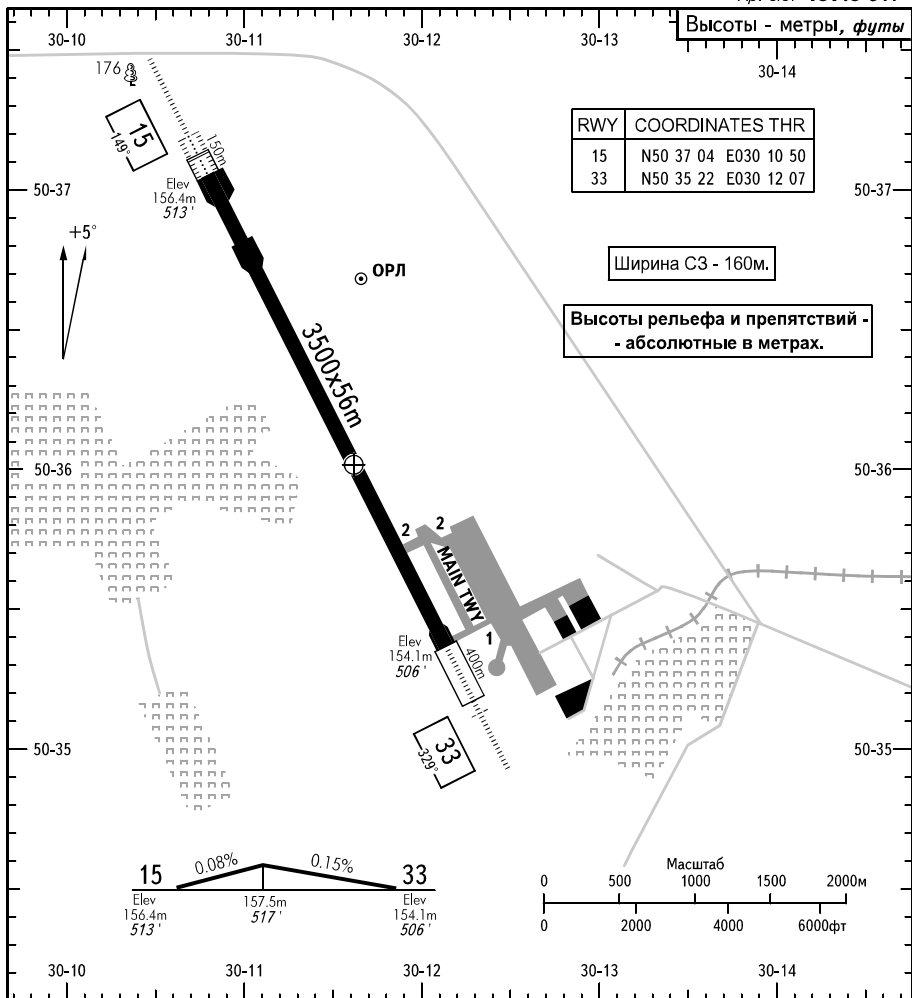 Высоты - метры, футы
30-10
30-11
30-12
30-13
30-14
176
15
149°
150m
Elev
156.4m
513 '
RWY COORDINATES THR
15 N50 37 04 E030 10 50
33 N50 35 22 E030 12 07
50-37
50-37
+5°
ОРЛ
Ширина СЗ - 160м.
Высоты рельефа и препятствий -
- абсолютные в метрах.
3500x56m
50-36
50-36
2
2
MAIN TWY
1
Elev
154.1m
506 '
400m
33
329°
50-35
50-35
15
0.08%
0.15%
33
Elev
156.4m
513 '
157.5m
517 '
Elev
154.1m
506 '
Масштаб
0 500 1000 1500 2000м
0 2000 4000 6000фт
30-10
30-11
30-12
30-13
30-14